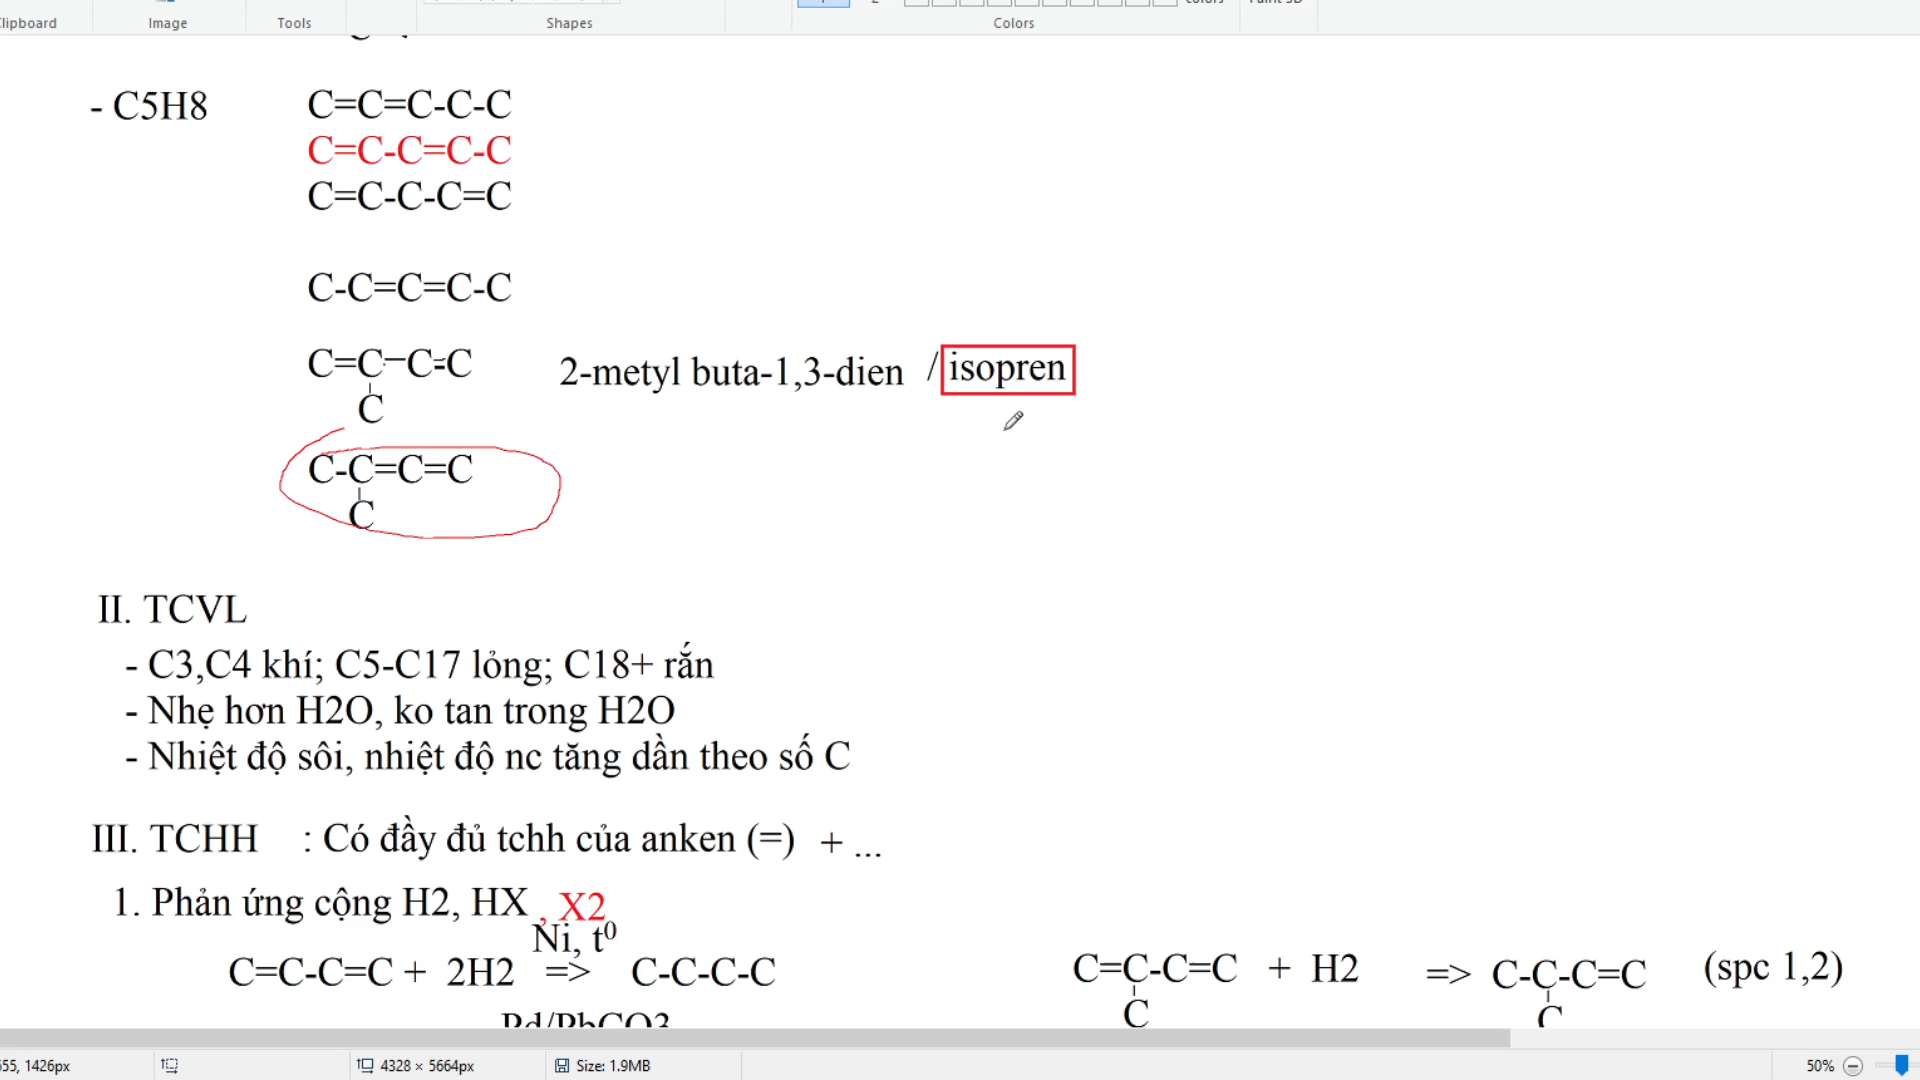 Image
Tools
Shapes
Colors
- C5H8
C=C=C-C-C
C=C-C=C-C
C=C-C-C=C
C-C=C=C-C
C=C-C=C
C
2-metyl buta-1,3-dien / isopren
C-C=C=C
C
II. TCVL
- C3,C4 khí; C5-C17 lỏng; C18+ rắn
- Nhẹ hơn H2O, ko tan trong H2O
- Nhiệt độ sôi, nhiệt độ nc tăng dần theo số C
III. TCHH : Có đầy đủ tchh của anken (=) + ...
1. Phản ứng cộng H2, HX , X2
Ni, t⁰
C=C-C=C + 2H2 => C-C-C-C
C=C-C=C + H2 => C-C-C=C (spc 1,2)
C C
Pd/PbCO3
4328 × 5664px
Size: 1.9MB
50%